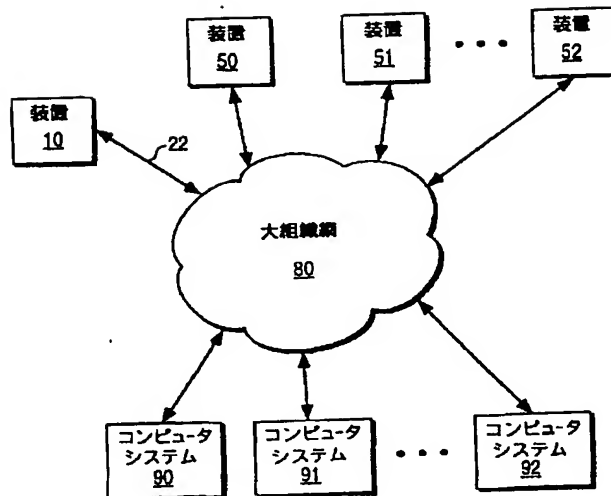 装置
50
装置
51
装置
52
装置
10
22
大組織網
80
コンピュータ
システム
90
コンピュータ
システム
91
コンピュータ
システム
92